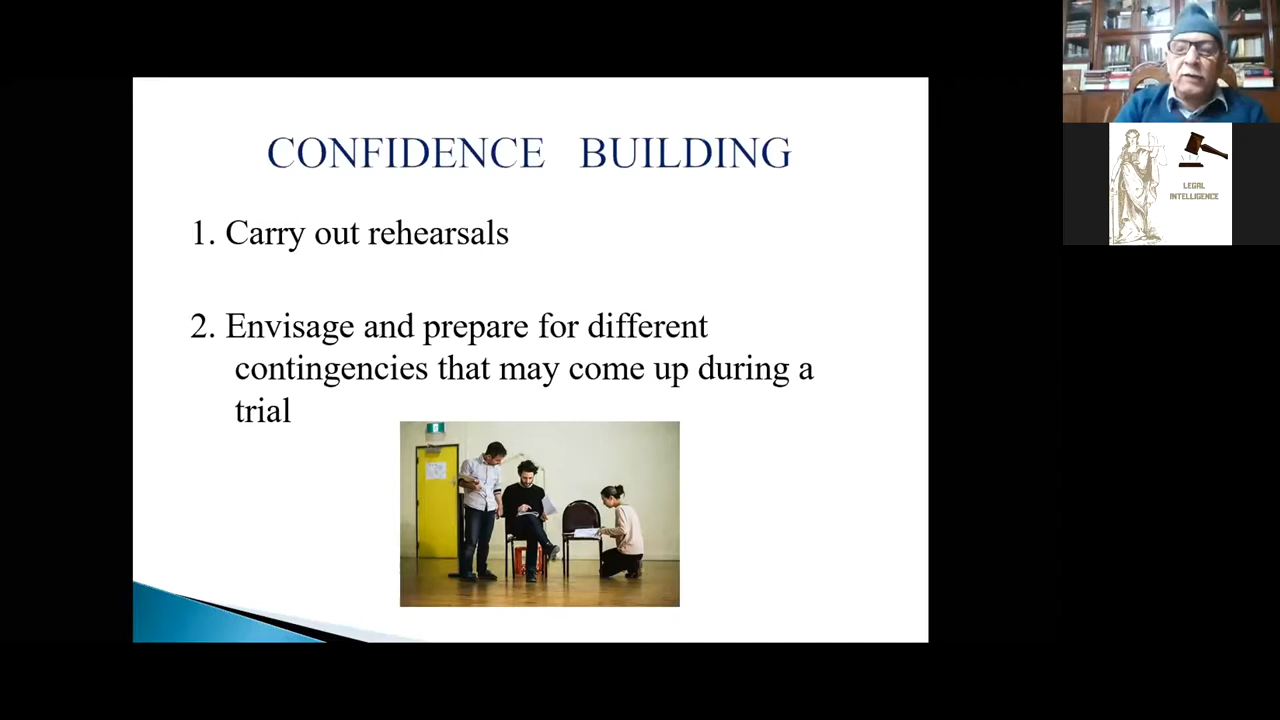 CONFIDENCE BUILDING
1. Carry out rehearsals
2. Envisage and prepare for different
contingencies that may come up during a
trial
LEGAL
INTELLIGENCE